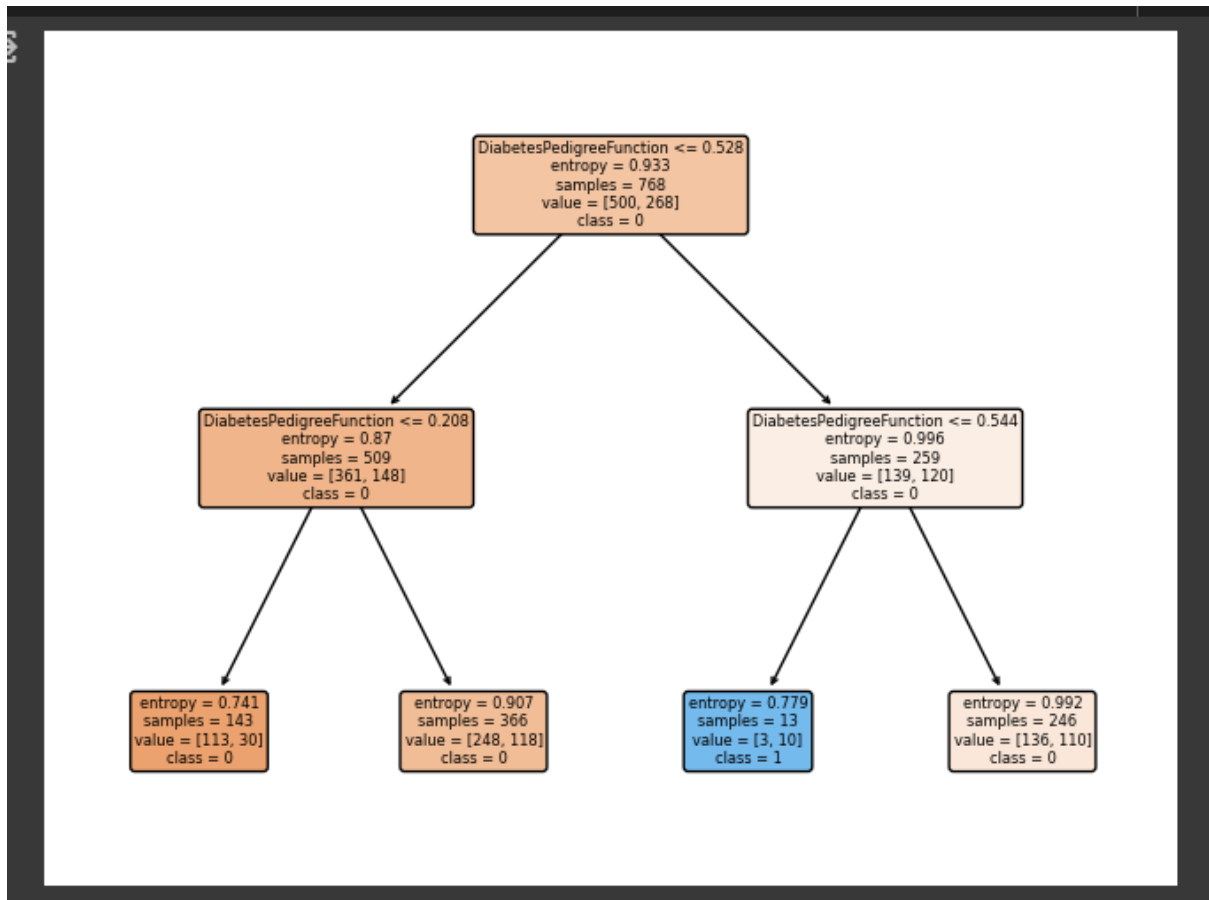 DiabetesPedigreeFunction <= 0.528
entropy = 0.933
samples = 768
value = [500, 268]
class = 0
DiabetesPedigreeFunction <= 0.208
entropy = 0.87
samples = 509
value = [361, 148]
class = 0
DiabetesPedigreeFunction <= 0.544
entropy = 0.996
samples = 259
value = [139, 120]
class = 0
entropy = 0.741
samples = 143
value = [113, 30]
class = 0
entropy = 0.907
samples = 366
value = [248, 118]
class = 0
entropy = 0.779
samples = 13
value = [3, 10]
class = 1
entropy = 0.992
samples = 246
value = [136, 110]
class = 0